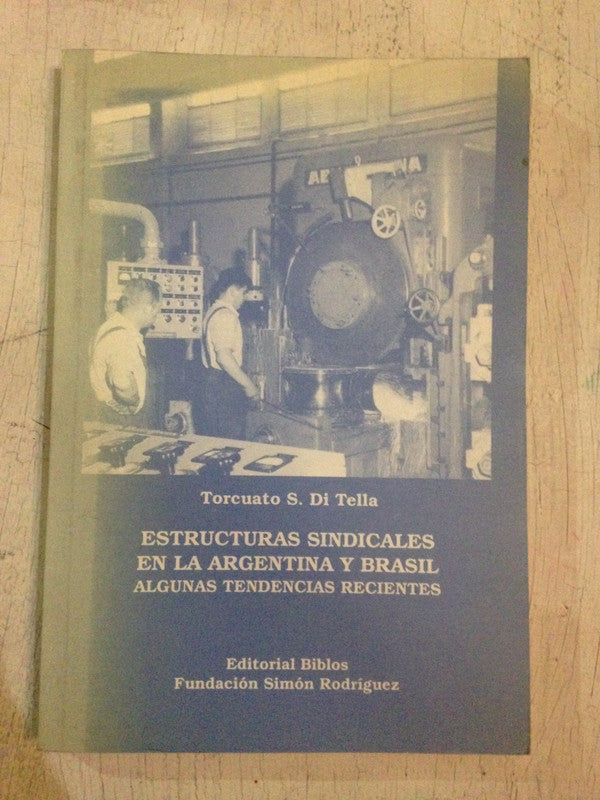 Torcuato S. Di Tella
ESTRUCTURAS SINDICALES
EN LA ARGENTINA Y BRASIL
ALGUNAS TENDENCIAS RECIENTES
Editorial Biblos
Fundación Simón Rodríguez